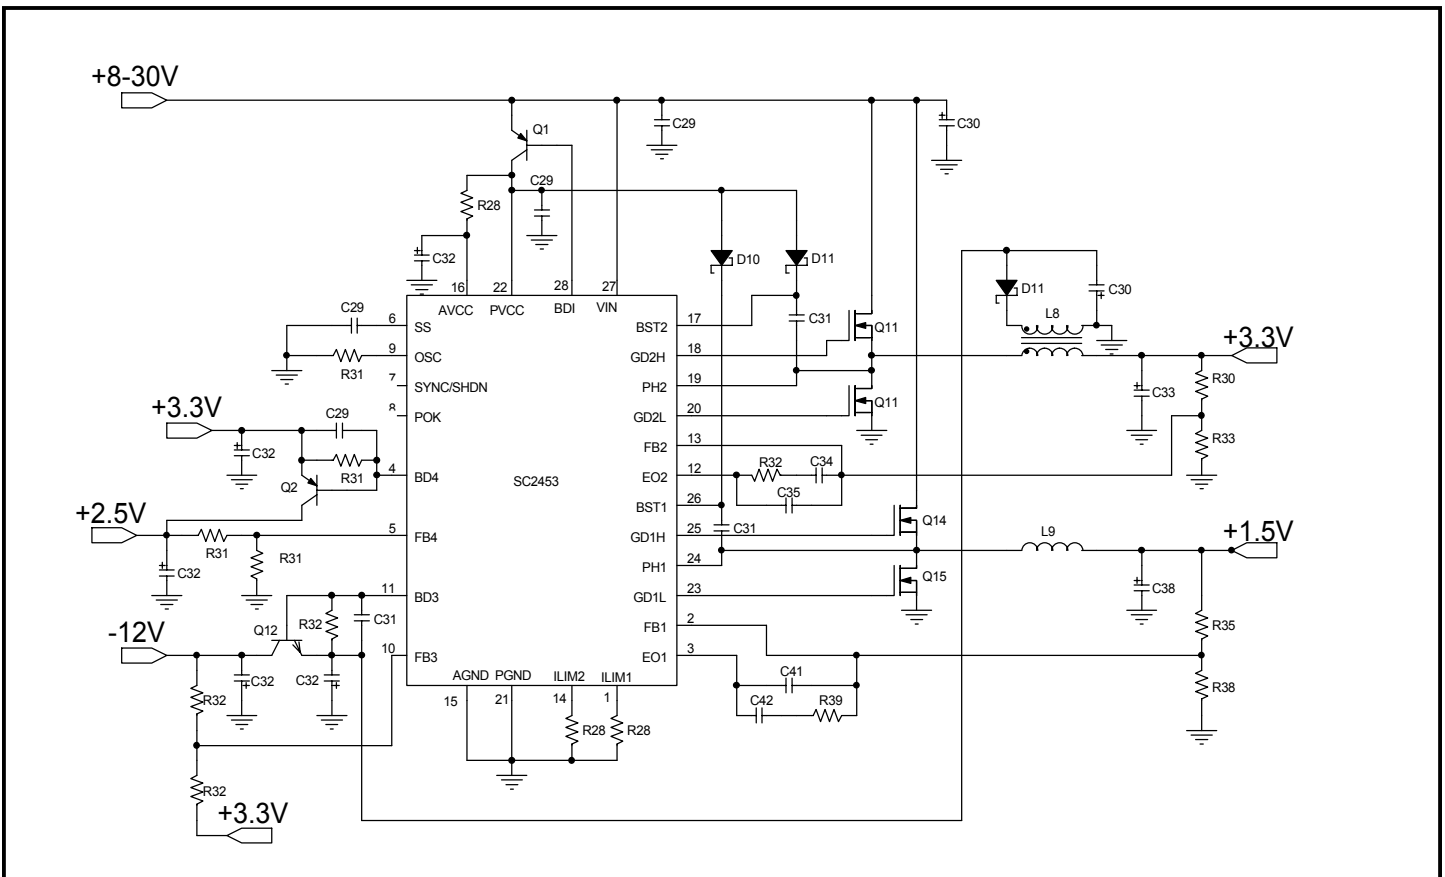 +8-30V
Q1
C29
C30
R28
C29
C32
D10
D11
D11
C30
L8
16
22
28
27
AVCC
PVCC
BDI
VIN
C29
6
SS
9
OSC
R31
7
SYNC/SHDN
8
POK
+3.3V
C29
C32
R31
4
BD4
Q2
+2.5V
5
FB4
R31
R31
C32
11
BD3
R32
C31
-12V
Q12
10
FB3
C32
C32
R32
R32
+3.3V
SC2453
BST2
17
GD2H
18
PH2
19
GD2L
20
FB2
13
EO2
12
BST1
26
GD1H
25
PH1
24
GD1L
23
FB1
2
EO1
3
C31
Q11
Q11
+3.3V
R30
C33
R33
R32
C34
C35
C31
Q14
Q15
L9
+1.5V
C38
R35
R38
C41
C42
R39
AGND
PGND
ILIM2
ILIM1
15
21
14
1
R28
R28